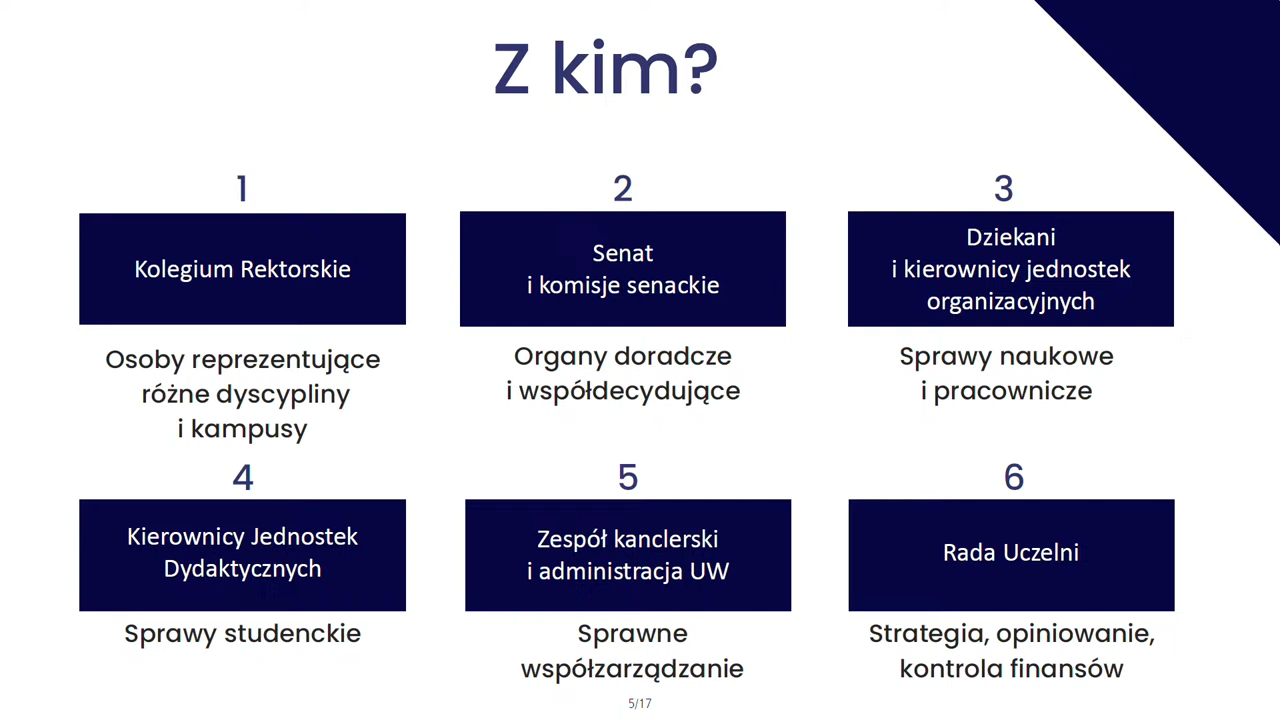 Z kim?
1
Kolegium Rektorskie
Osoby reprezentujące
różne dyscypliny
i kampusy
2
Senat
i komisje senackie
Organy doradcze
i współdecydujące
3
Dziekani
i kierownicy jednostek
organizacyjnych
Sprawy naukowe
i pracownicze
4
Kierownicy Jednostek
Dydaktycznych
Sprawy studenckie
5
Zespół kanclerski
i administracja UW
Sprawne
współzarządzanie
6
Rada Uczelni
Strategia, opiniowanie,
kontrola finansów
5/17